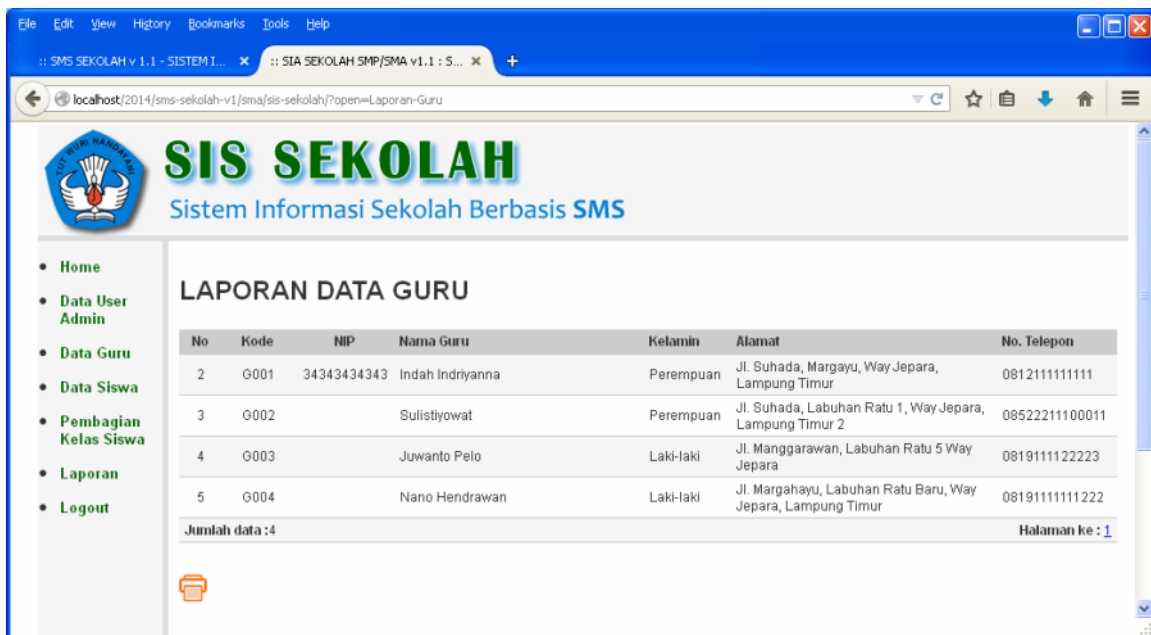 File Edit View History Bookmarks Tools Help
:: SMS SEKOLAH v 1.1 - SISTEM I... × :: SIA SEKOLAH SMP/SMA v1.1 : S... × +
localhost/2014/sms-sekolah-v1/sma/sis-sekolah/?open=Laporan-Guru
TUT WURI HANDAYANI
SIS SEKOLAH
Sistem Informasi Sekolah Berbasis SMS
• Home
• Data User
Admin
• Data Guru
• Data Siswa
• Pembagian
Kelas Siswa
• Laporan
• Logout
LAPORAN DATA GURU
No Kode NIP Nama Guru Kelamin Alamat No. Telepon
2 G001 34343434343 Indah Indriyanna Perempuan Jl. Suhada, Margayu, Way Jepara, 0812111111111
Lampung Timur
3 G002 Sulistiyowat Perempuan Jl. Suhada, Labuhan Ratu 1, Way Jepara, 08522211100011
Lampung Timur 2
4 G003 Juwanto Pelo Laki-laki Jl. Manggarawan, Labuhan Ratu 5 Way 0819111122223
Jepara
5 G004 Nano Hendrawan Laki-laki Jl. Margahayu, Labuhan Ratu Baru, Way 08191111111222
Jepara, Lampung Timur
Jumlah data :4 Halaman ke : 1